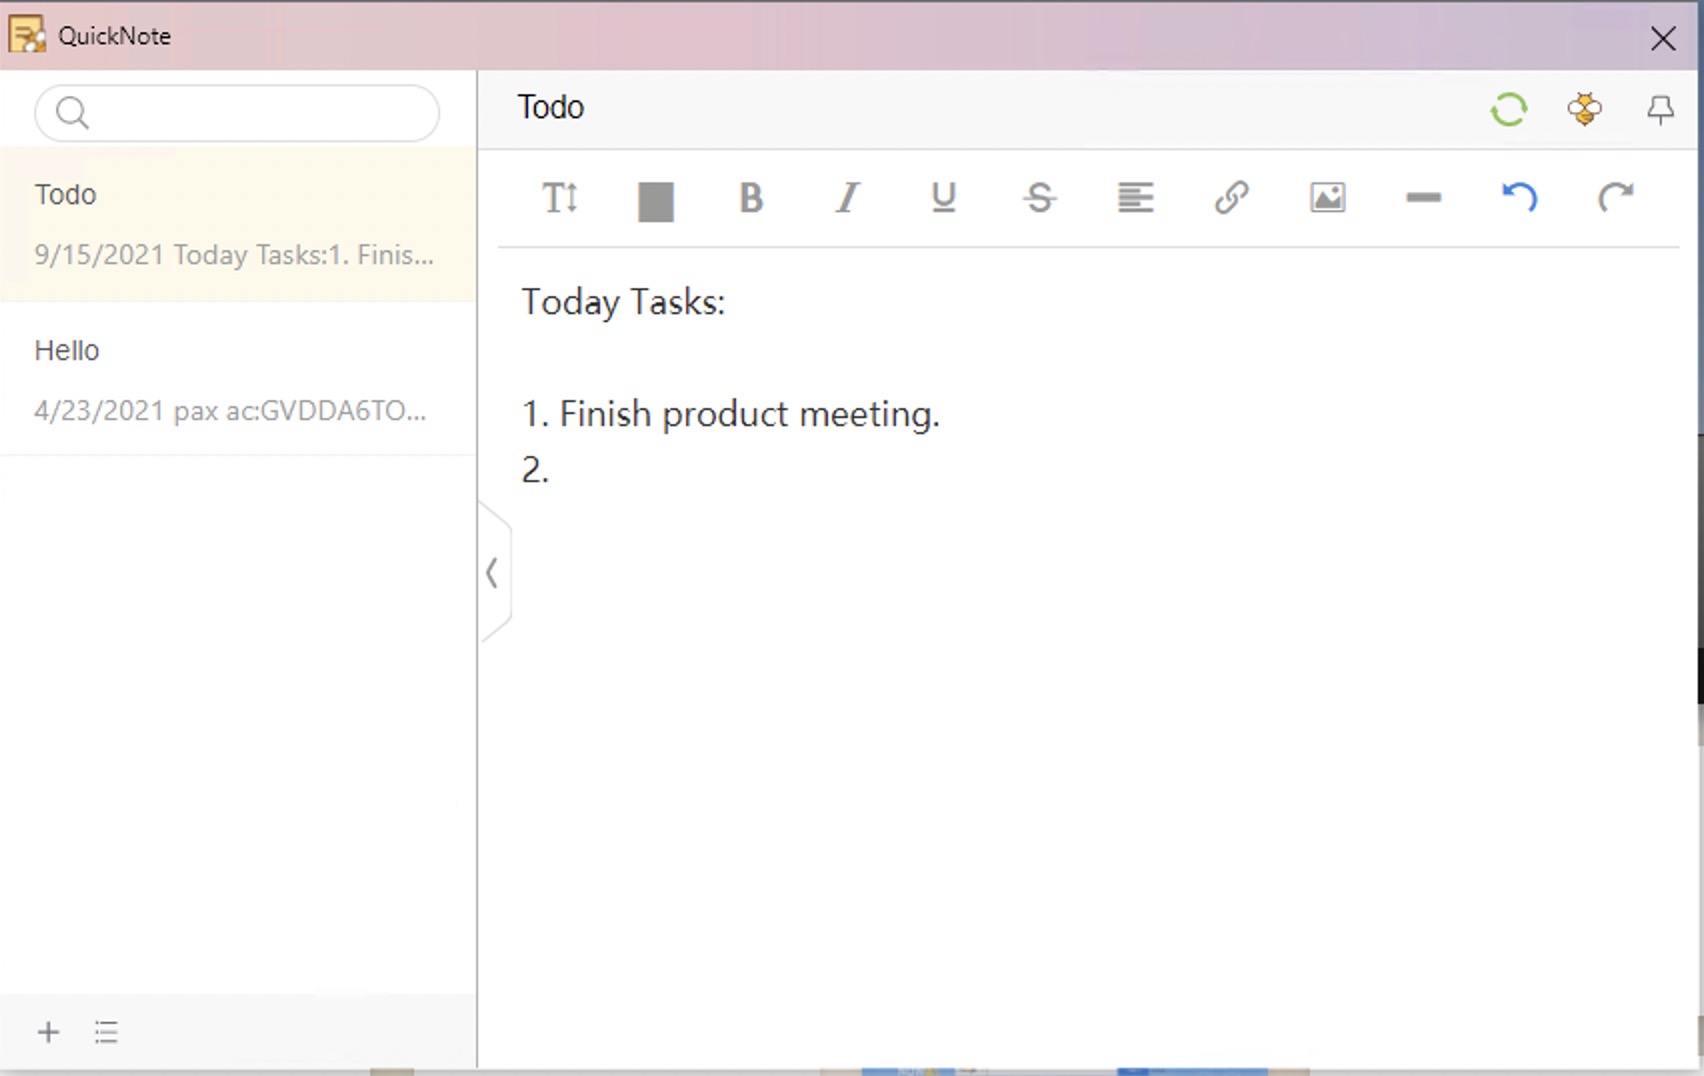 QuickNote
Todo
9/15/2021 Today Tasks:1. Finis...
Hello
4/23/2021 pax ac:GVDDA6TO...
Todo
T B I U S
Today Tasks:
1. Finish product meeting.
2.